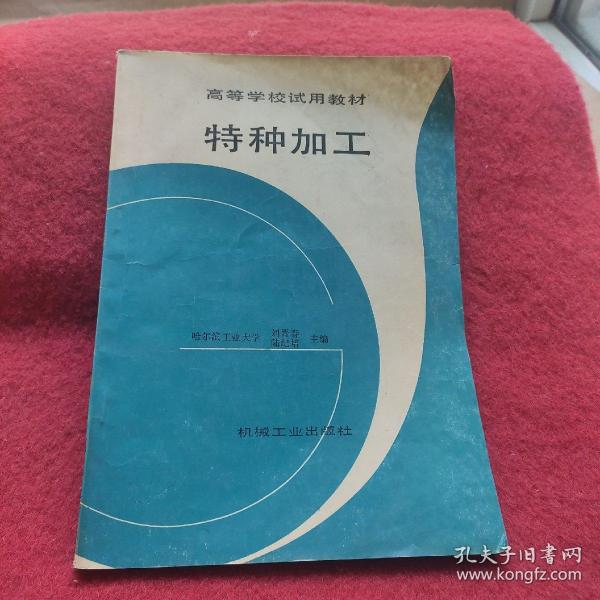 高等学校试用教材
特种加工
哈尔滨工业大学 刘晋春 陆纪培 主编
机械工业出版社
孔夫子旧书网
www.kongfz.com